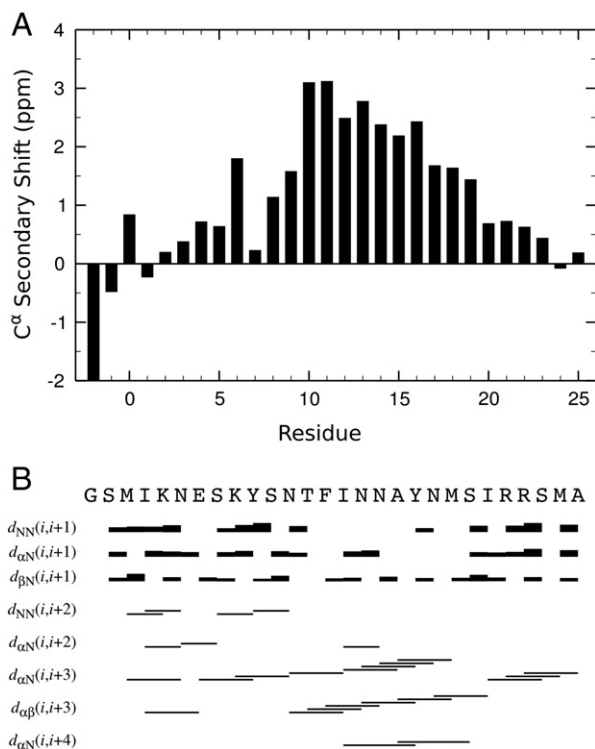 A
4
3
2
1
0
-1
-2
Cα Secondary Shift (ppm)
0 5 10 15 20 25
Residue
B
G S M I K N E S K Y S N T F I N N A Y N M S I R R S M A
dNN(i,i+1)
dαN(i,i+1)
dβN(i,i+1)
dNN(i,i+2)
dαN(i,i+2)
dαN(i,i+3)
dαβ(i,i+3)
dαN(i,i+4)